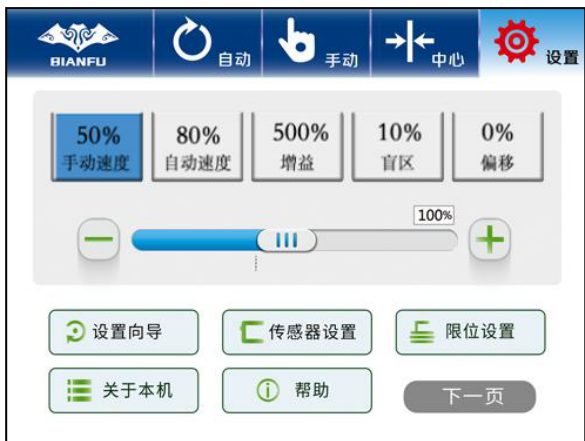 BIANFU
自动
手动
中心
设置
50%
手动速度
80%
自动速度
500%
增益
10%
盲区
0%
偏移
100%
设置向导
传感器设置
限位设置
关于本机
帮助
下一页